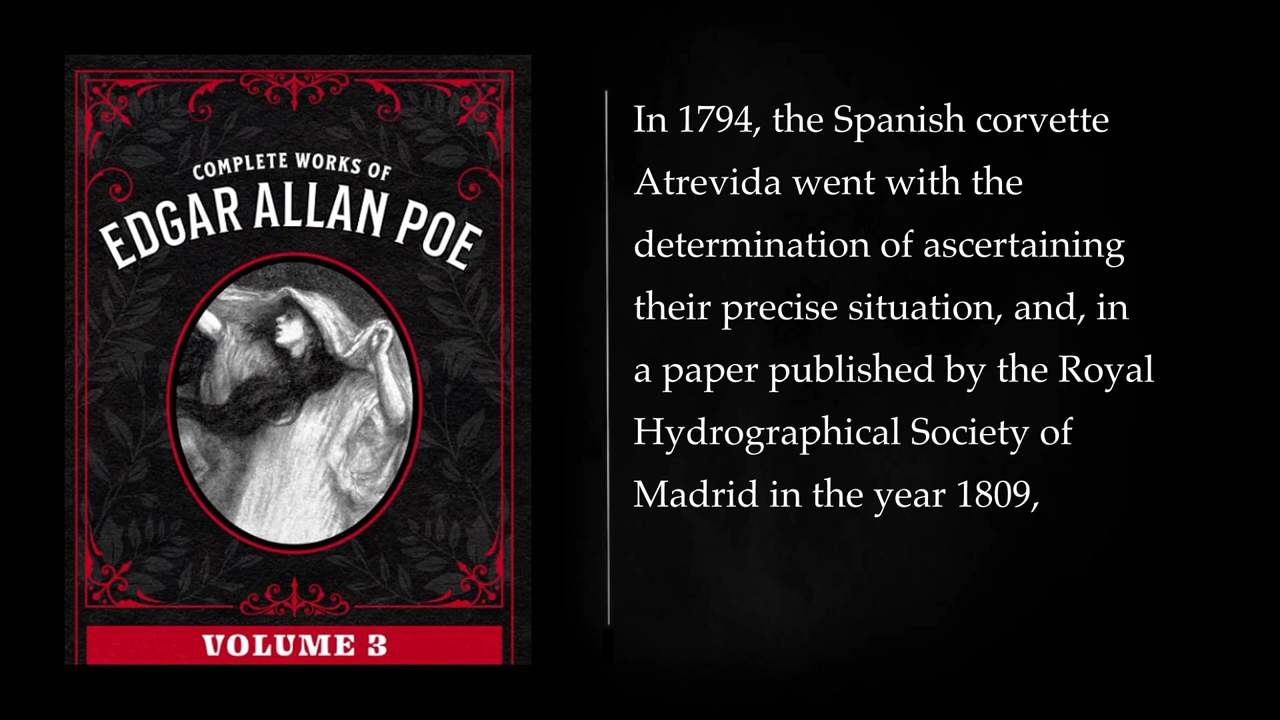 COMPLETE WORKS OF
EDGAR ALLAN POE
VOLUME 3
In 1794, the Spanish corvette
Atrevida went with the
determination of ascertaining
their precise situation, and, in
a paper published by the Royal
Hydrographical Society of
Madrid in the year 1809,